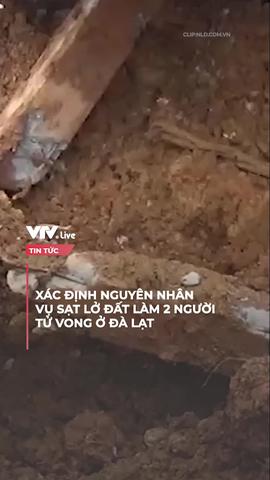 CLIP:NLD.COM.VN
VTV Live
TIN TỨC
XÁC ĐỊNH NGUYÊN NHÂN
VỤ SẠT LỞ ĐẤT LÀM 2 NGƯỜI
TỬ VONG Ở ĐÀ LẠT